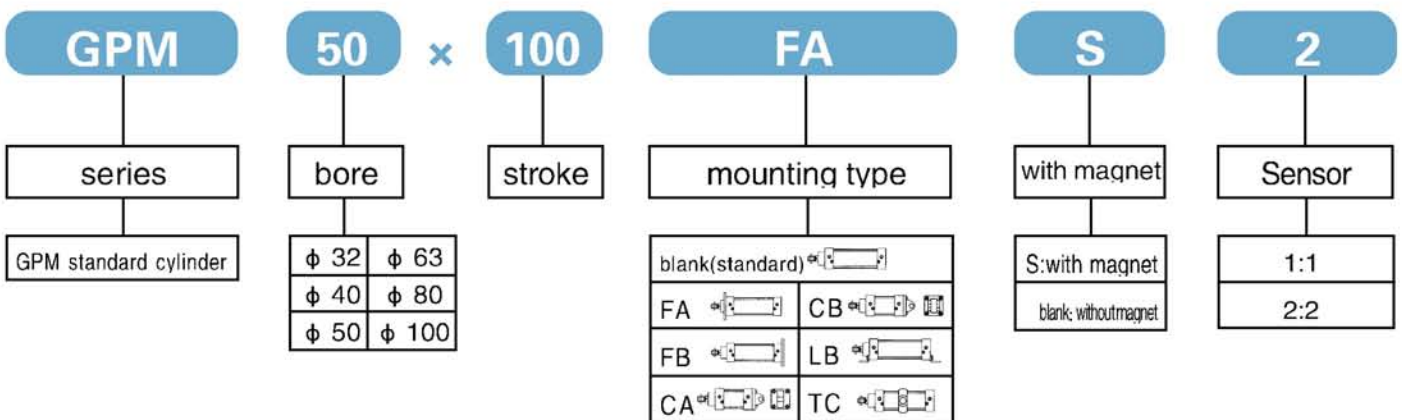 GPM 50 × 100 FA S 2
series bore stroke mounting type with magnet Sensor
GPM standard cylinder
ϕ 32 ϕ 63
ϕ 40 ϕ 80
ϕ 50 ϕ 100
blank(standard)
FA CB
FB LB
CA TC
S:with magnet
blank: withoutmagnet
1:1
2:2